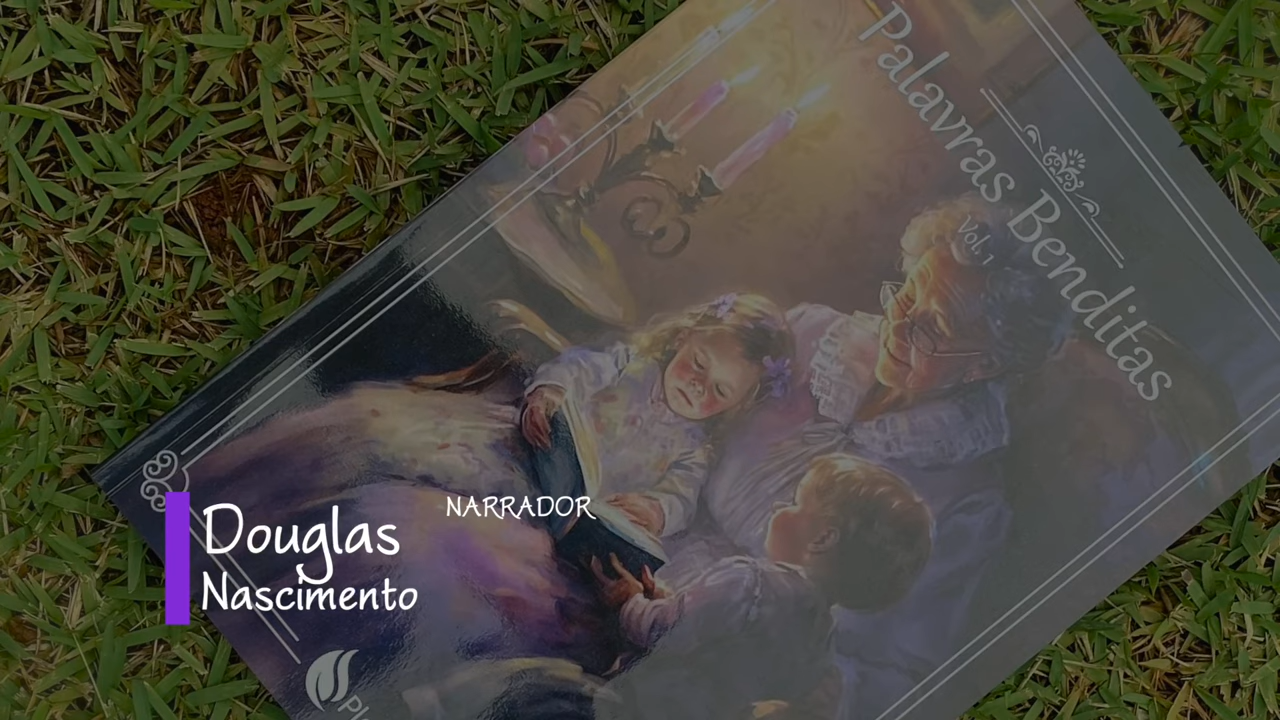 Palavras Benditas
Vol. 1
NARRADOR
Douglas
Nascimento